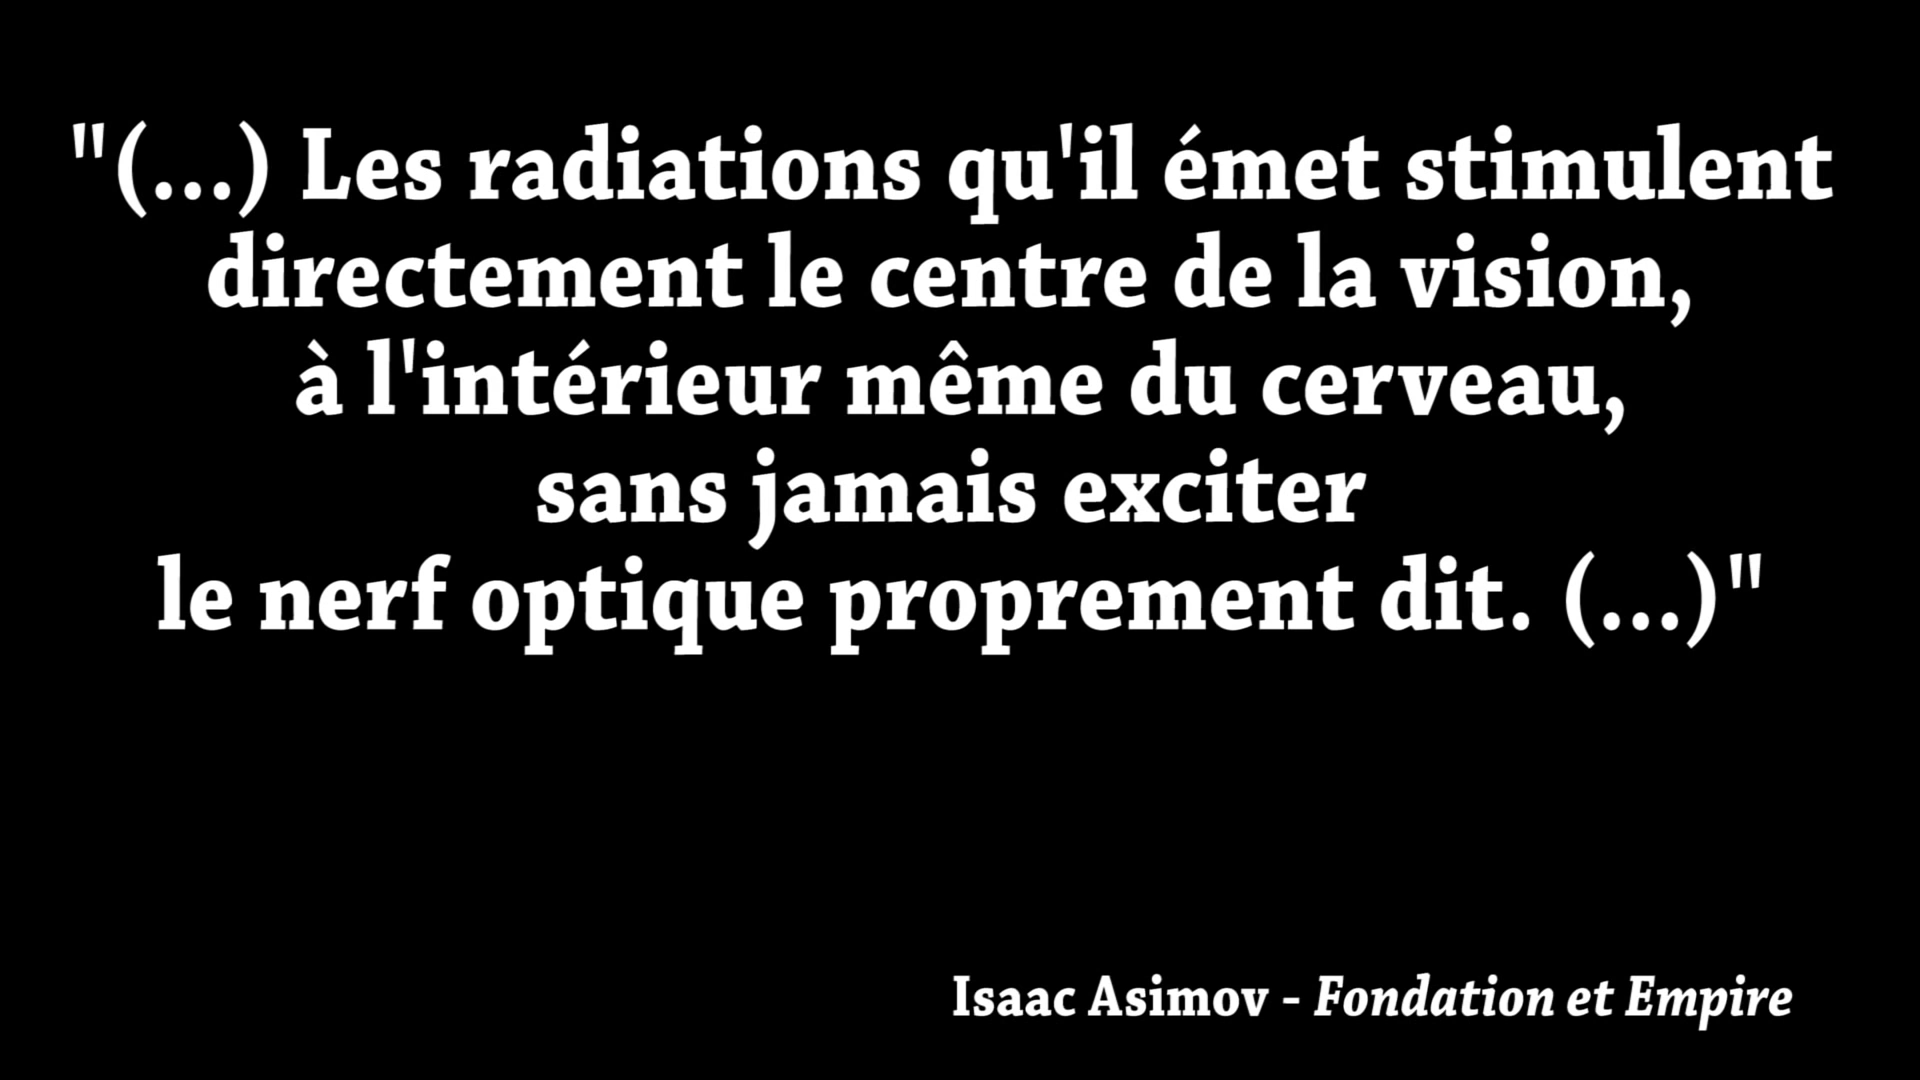 "(...) Les radiations qu'il émet stimulent
directement le centre de la vision,
à l'intérieur même du cerveau,
sans jamais exciter
le nerf optique proprement dit. (...)"
Isaac Asimov - Fondation et Empire